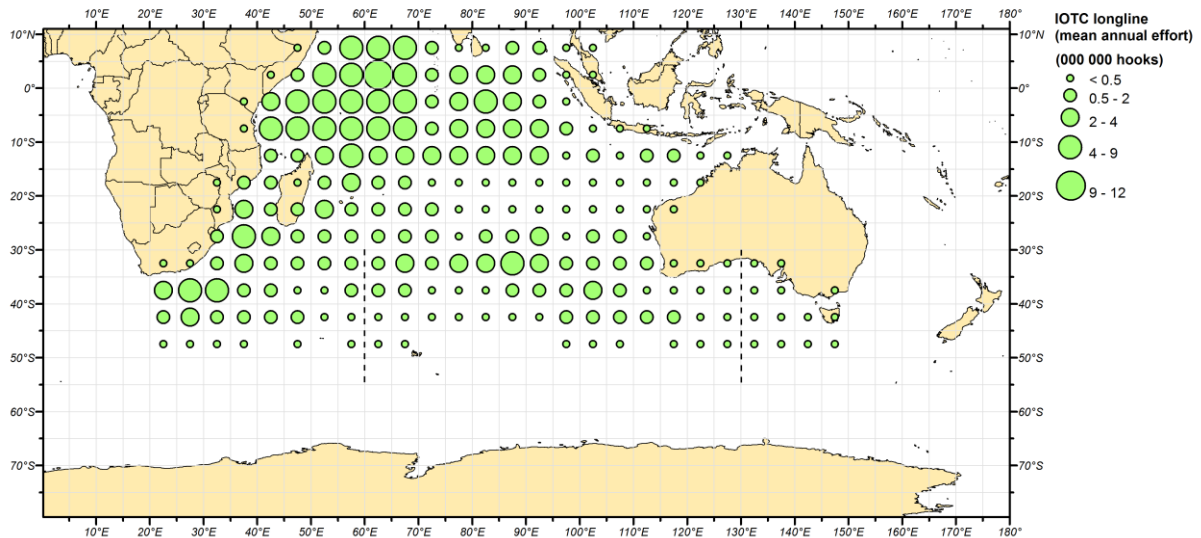 10°E 20°E 30°E 40°E 50°E 60°E 70°E 80°E 90°E 100°E 110°E 120°E 130°E 140°E 150°E 160°E 170°E 180°
IOTC longline
(mean annual effort)
(000 000 hooks)
< 0.5
0.5 - 2
2 - 4
4 - 9
9 - 12
10°N 10°N
0° 0°
10°S 10°S
20°S 20°S
30°S 30°S
40°S 40°S
50°S 50°S
60°S 60°S
70°S 70°S
10°E 20°E 30°E 40°E 50°E 60°E 70°E 80°E 90°E 100°E 110°E 120°E 130°E 140°E 150°E 160°E 170°E 180°